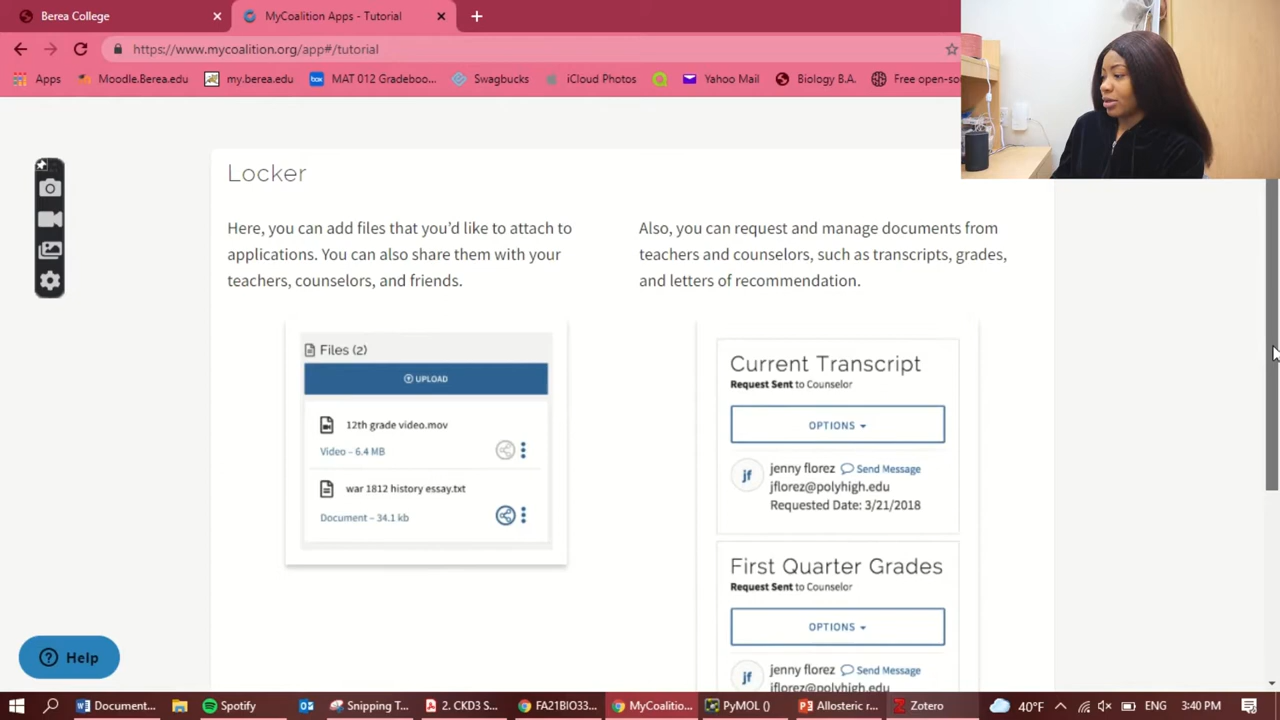 Berea College
MyCoalition Apps - Tutorial
https://www.mycoalition.org/app#/tutorial
Apps
Moodle.Berea.edu
my.berea.edu
box
MAT 012 Gradeboo...
Swagbucks
iCloud Photos
Yahoo Mail
Biology B.A.
Free open-so
Locker
Here, you can add files that you'd like to attach to
applications. You can also share them with your
teachers, counselors, and friends.
Also, you can request and manage documents from
teachers and counselors, such as transcripts, grades,
and letters of recommendation.
Files (2)
UPLOAD
12th grade video.mov
Video – 6.4 MB
war 1812 history essay.txt
Document – 34.1 kb
Current Transcript
Request Sent to Counselor
OPTIONS
jf
jenny florez
Send Message
jflorez@polyhigh.edu
Requested Date: 3/21/2018
First Quarter Grades
Request Sent to Counselor
OPTIONS
jf
jenny florez
Send Message
jflorez@polyhigh.edu
Help
Document...
Spotify
Snipping T...
2. CKD3 S...
FA21BIO33...
MyCoalitio...
PyMOL ()
Allosteric r...
Zotero
40°F
ENG
3:40 PM